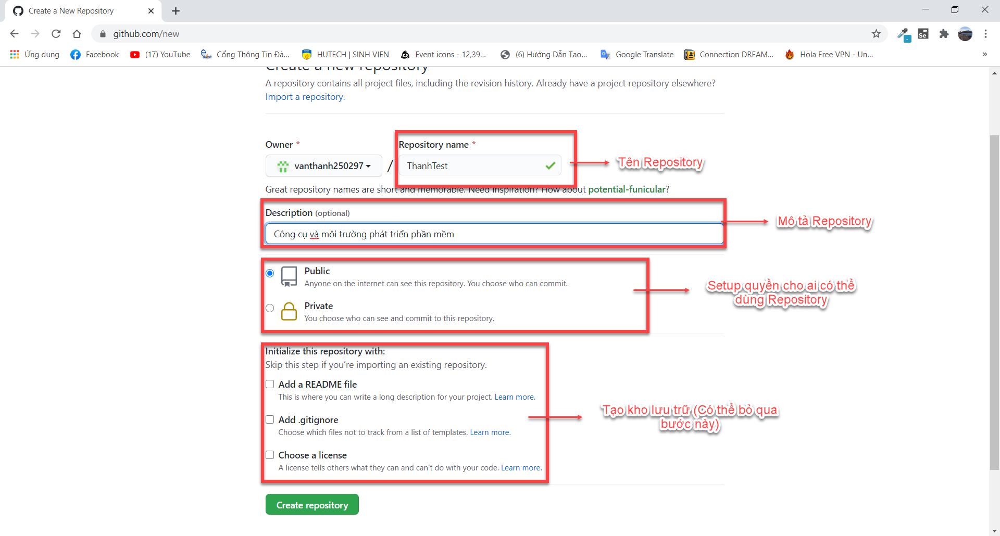 Create a New Repository
github.com/new
Ứng dụng
Facebook
(17) YouTube
Cổng Thông Tin Đà...
HUTECH | SINH VIEN
Event icons - 12,39...
(6) Hướng Dẫn Tạo...
Google Translate
Connection DREAM...
Hola Free VPN - Un...
»
Create a new repository
A repository contains all project files, including the revision history. Already have a project repository elsewhere?
Import a repository.
Owner *
Repository name *
vanthanh250297
/
ThanhTest
Tên Repository
Great repository names are short and memorable. Need inspiration? How about potential-funicular?
Description (optional)
Công cụ và môi trường phát triển phần mềm
Mô tả Repository
Public
Anyone on the internet can see this repository. You choose who can commit.
Private
You choose who can see and commit to this repository.
Setup quyền cho ai có thể
dùng Repository
Initialize this repository with:
Skip this step if you’re importing an existing repository.
Add a README file
This is where you can write a long description for your project. Learn more.
Add .gitignore
Choose which files not to track from a list of templates. Learn more.
Choose a license
A license tells others what they can and can't do with your code. Learn more.
Tạo kho lưu trữ (Có thể bỏ qua
bước này)
Create repository
Se